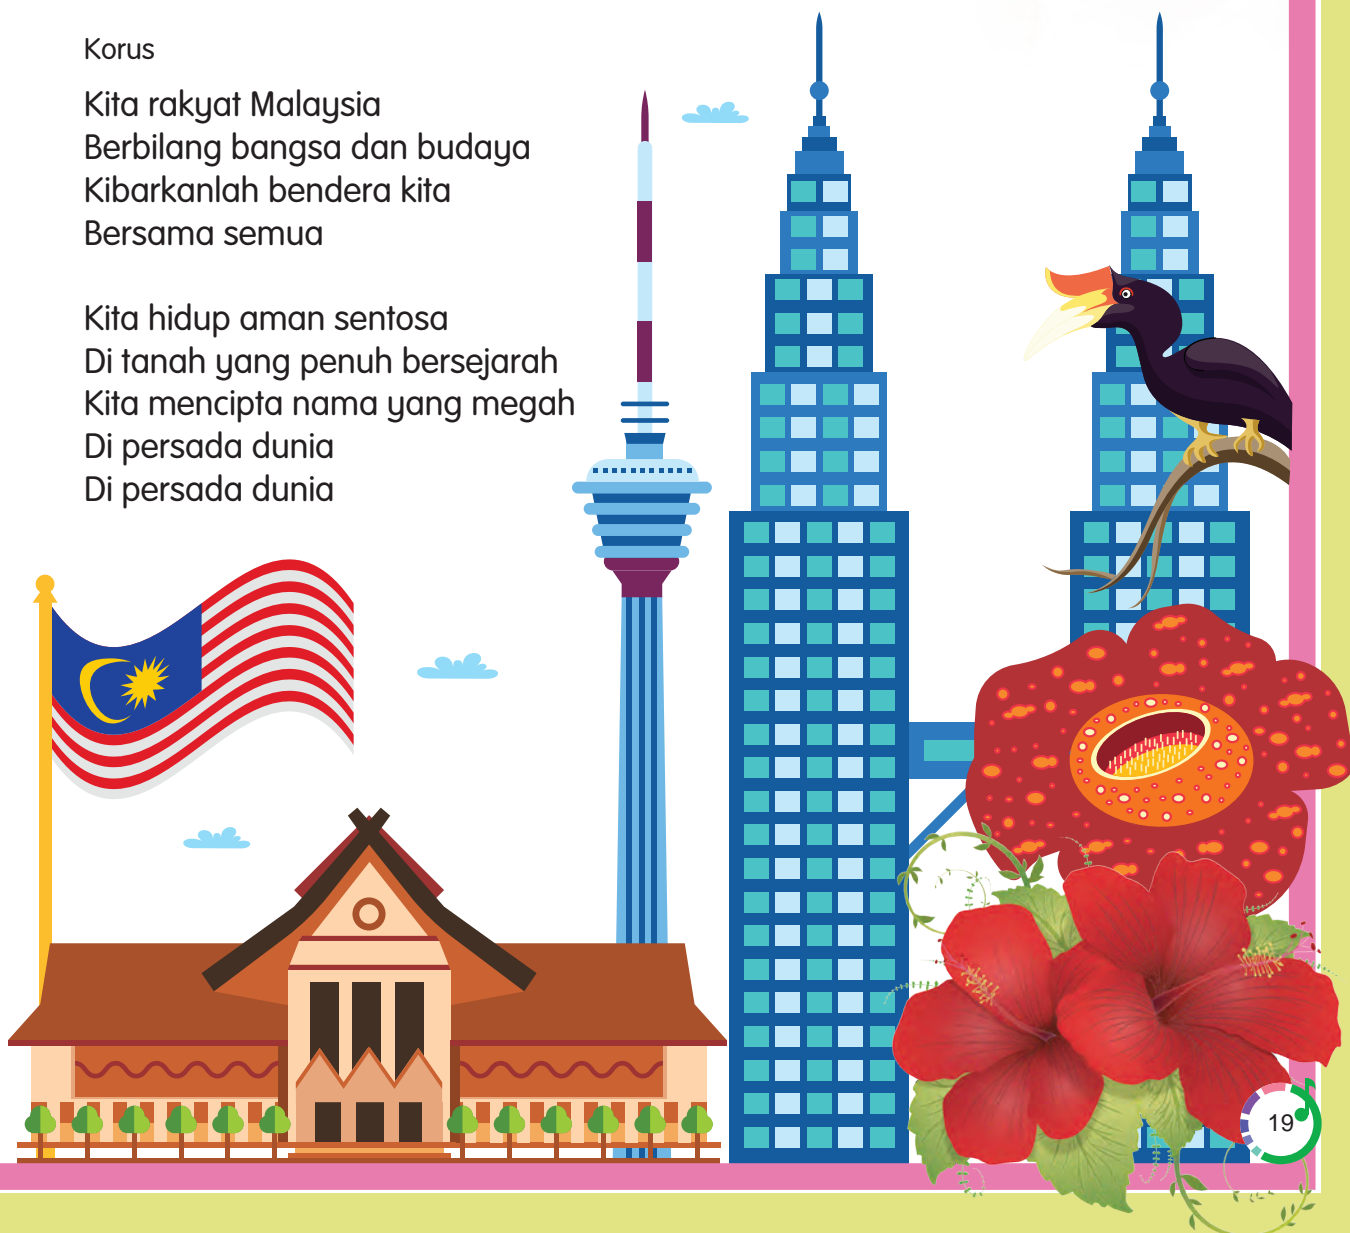 Korus
Kita rakyat Malaysia
Berbilang bangsa dan budaya
Kibarkanlah bendera kita
Bersama semua
Kita hidup aman sentosa
Di tanah yang penuh bersejarah
Kita mencipta nama yang megah
Di persada dunia
Di persada dunia
19